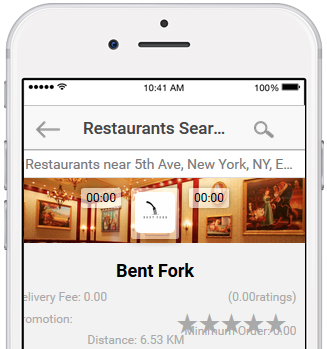 10:41 AM 100%
Restaurants Sear...
Restaurants near 5th Ave, New York, NY, E...
00:00 00:00
BENT FORK
Bent Fork
elivery Fee: 0.00 (0.00ratings)
romotion: Minimum Order: 0.00
Distance: 6.53 KM